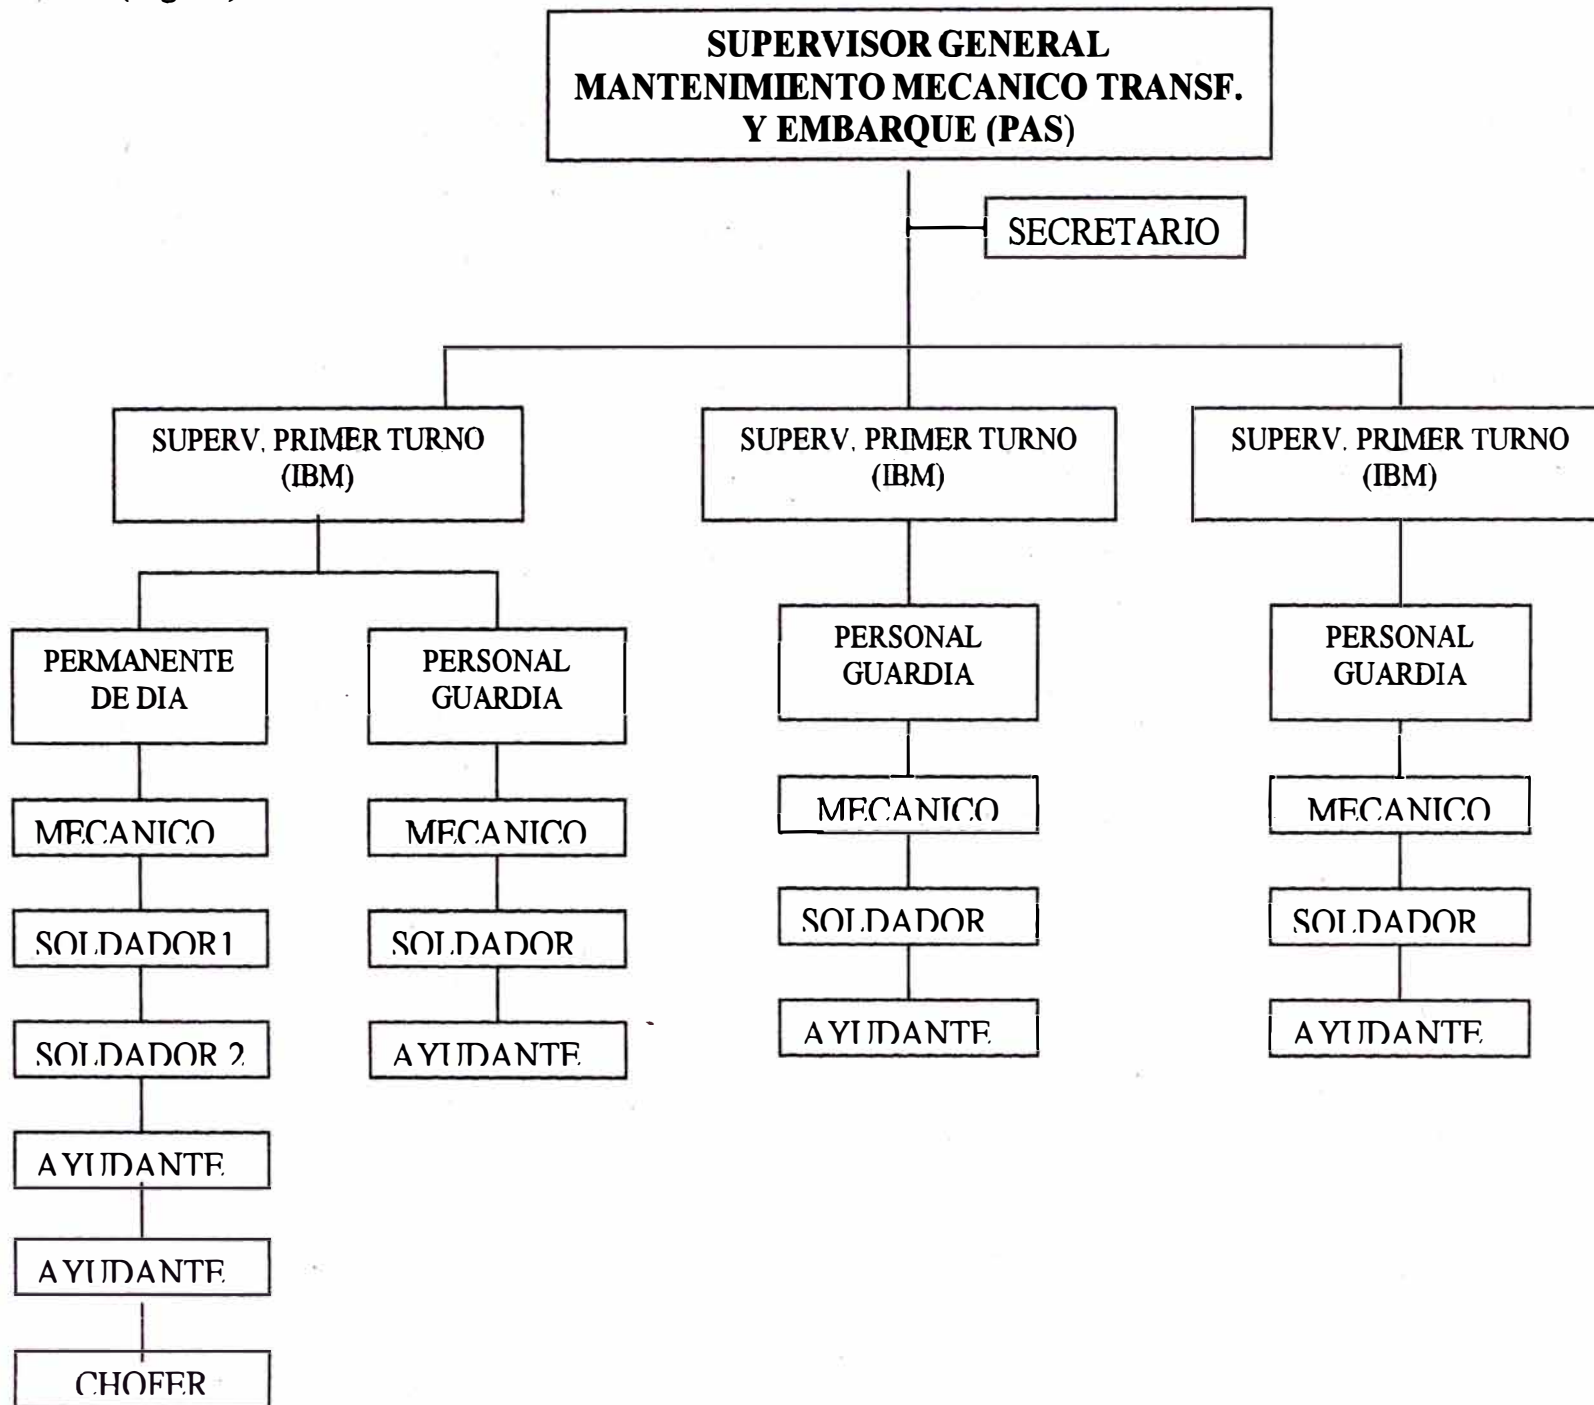 SUPERVISOR GENERAL
MANTENIMIENTO MECANICO TRANSF.
Y EMBARQUE (PAS)
SECRETARIO
SUPERV. PRIMER TURNO
(IBM)
SUPERV. PRIMER TURNO
(IBM)
SUPERV. PRIMER TURNO
(IBM)
PERMANENTE
DE DIA
MECANICO
SOLDADOR 1
SOLDADOR 2
AYUDANTE
AYUDANTE
CHOFER
PERSONAL
GUARDIA
MECANICO
SOLDADOR
AYUDANTE
PERSONAL
GUARDIA
MECANICO
SOLDADOR
AYUDANTE
PERSONAL
GUARDIA
MECANICO
SOLDADOR
AYUDANTE